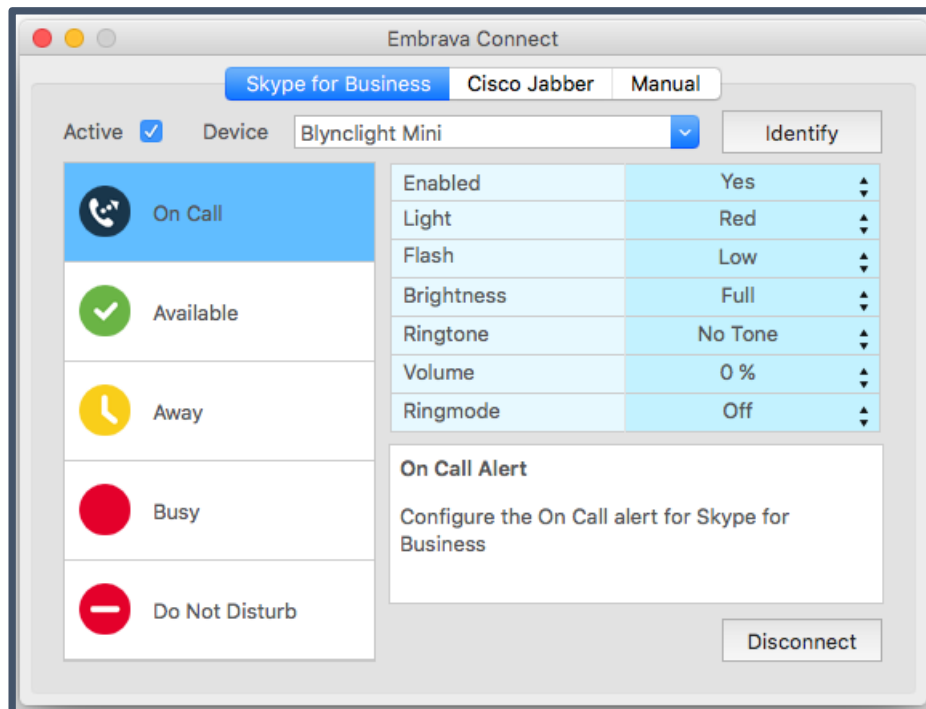 Embrava Connect
Skype for Business Cisco Jabber Manual
Active Device Blynclight Mini Identify
On Call
Available
Away
Busy
Do Not Disturb
Enabled Yes
Light Red
Flash Low
Brightness Full
Ringtone No Tone
Volume 0 %
Ringmode Off
On Call Alert
Configure the On Call alert for Skype for
Business
Disconnect